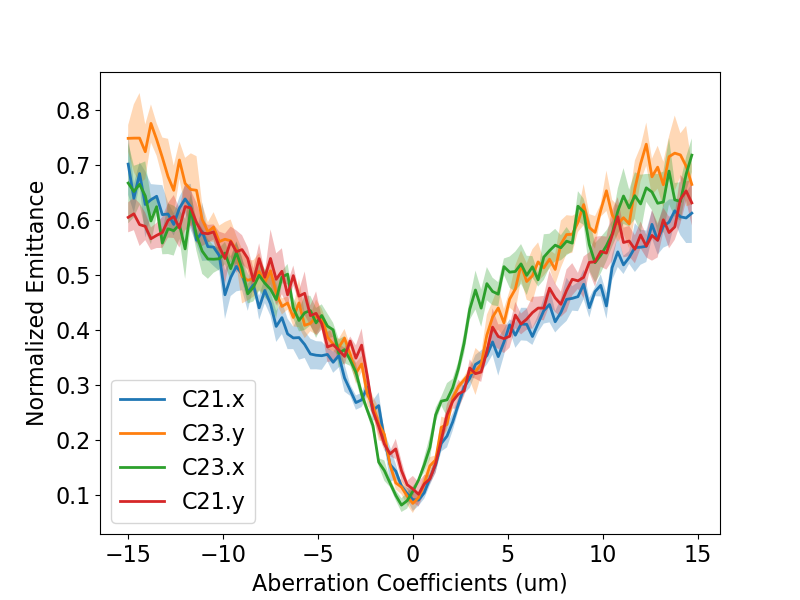 Normalized Emittance
0.8
0.7
0.6
0.5
0.4
0.3
0.2
0.1
C21.x
C23.y
C23.x
C21.y
−15 −10 −5 0 5 10 15
Aberration Coefficients (um)